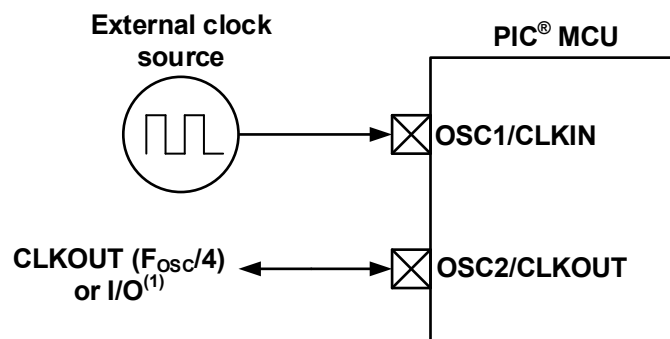 External clock
source
PIC® MCU
OSC1/CLKIN
CLKOUT (FOSC/4)
or I/O(1)
OSC2/CLKOUT